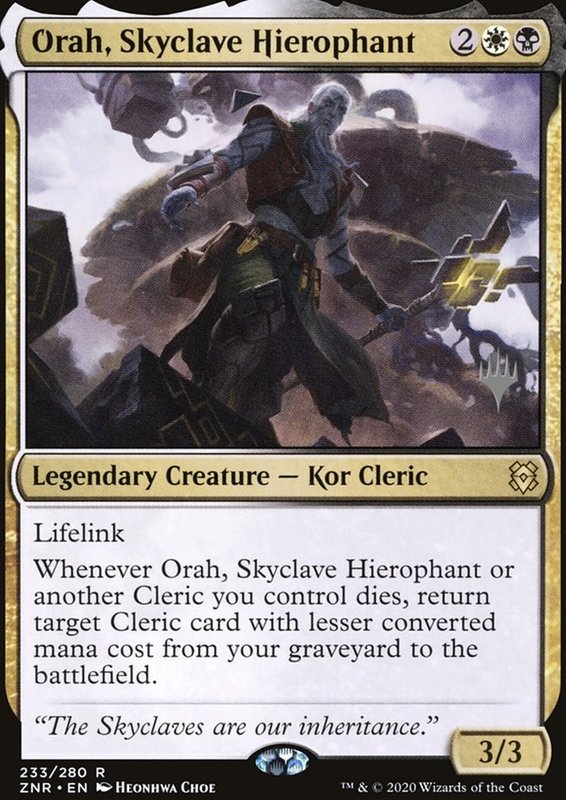 Orah, Skyclave Hierophant 2
Legendary Creature — Kor Cleric
Lifelink
Whenever Orah, Skyclave Hierophant or
another Cleric you control dies, return
target Cleric card with lesser converted
mana cost from your graveyard to the
battlefield.
“The Skyclaves are our inheritance.”
3/3
233/280 R
ZNR • EN Heonhwa Choe
™ & © 2020 Wizards of the Coast